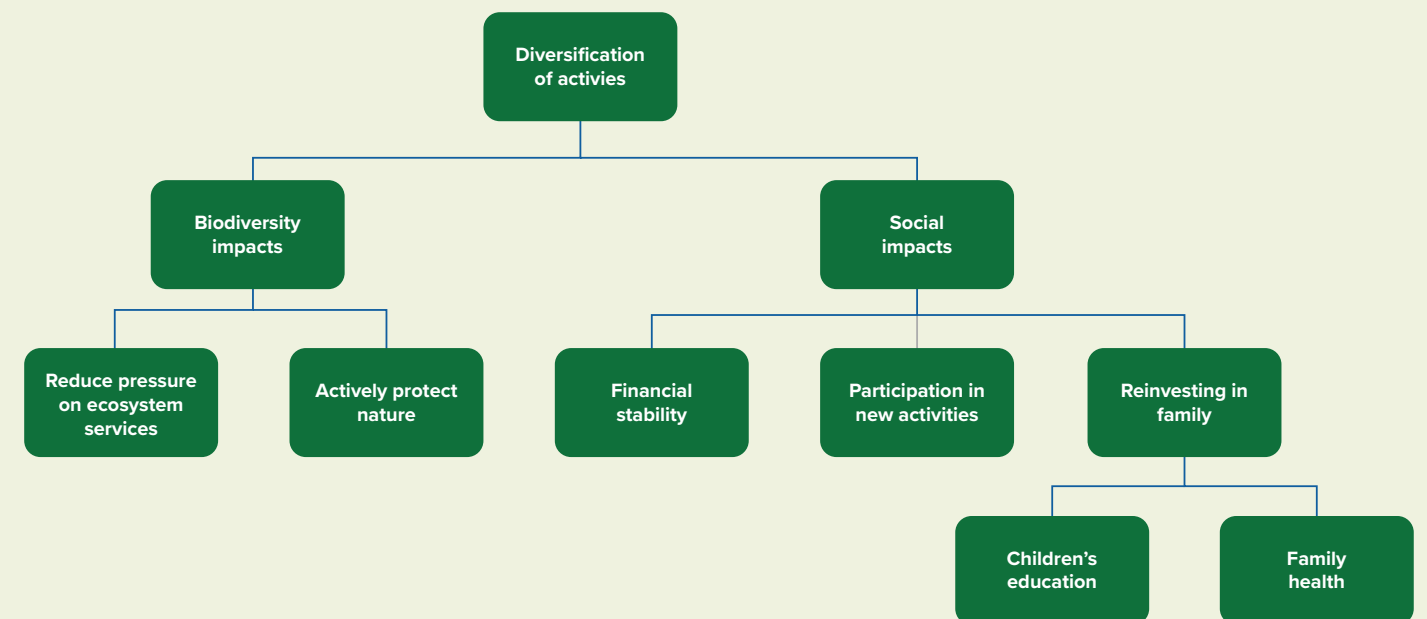 Diversification
of activies
Biodiversity
impacts
Social
impacts
Reduce pressure
on ecosystem
services
Actively protect
nature
Financial
stability
Participation in
new activities
Reinvesting in
family
Children’s
education
Family
health